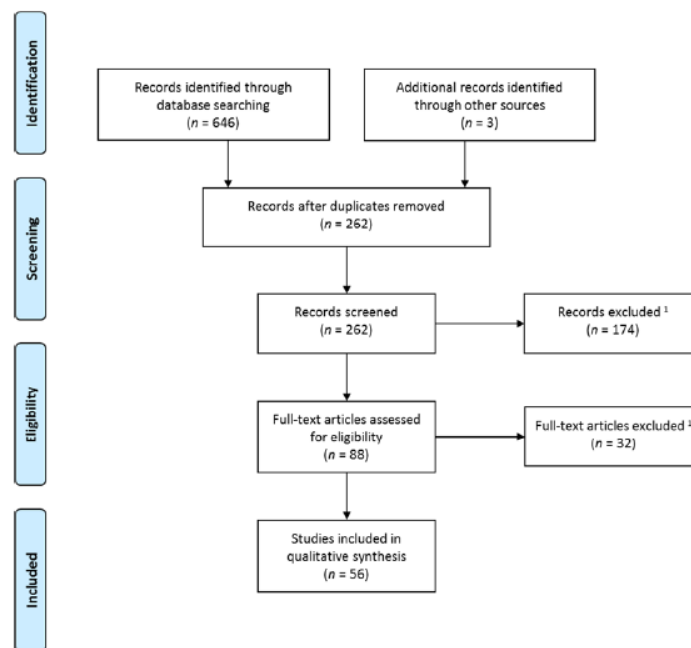 Identification
Records identified through
database searching
(n = 646)
Additional records identified
through other sources
(n = 3)
Screening
Records after duplicates removed
(n = 262)
Records screened
(n = 262)
Records excluded ¹
(n = 174)
Eligibility
Full-text articles assessed
for eligibility
(n = 88)
Full-text articles excluded ¹
(n = 32)
Included
Studies included in
qualitative synthesis
(n = 56)